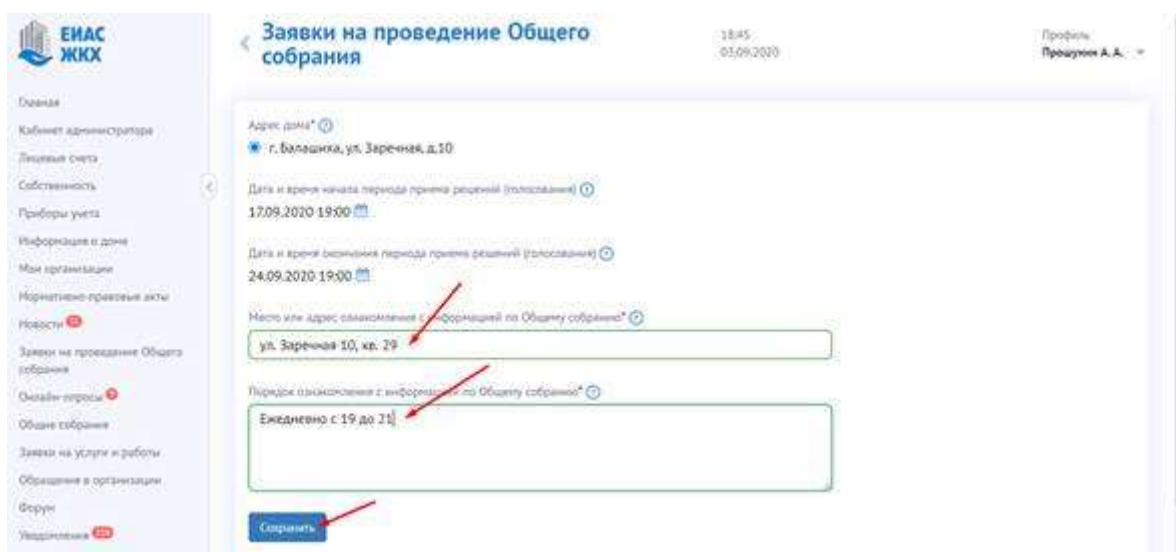 ЕИАС
ЖКХ
Заявки на проведение Общего
собрания
18:45
03.09.2020
Профиль
Прошунин А. А.
Главная
Кабинет администратора
Лицевые счета
Собственность
Приборы учета
Информация о доме
Мои организации
Нормативно-правовые акты
Новости
Заявки на проведение Общего
собрания
Онлайн-опросы
Общие собрания
Заявки на услуги и работы
Обращения в организации
Форум
Уведомления
Адрес дома*
г. Балашиха, ул. Заречная, д.10
Дата и время начала периода приема решений (голосования)
17.09.2020 19:00
Дата и время окончания периода приема решений (голосования)
24.09.2020 19:00
Место или адрес ознакомления с информацией по Общему собранию*
ул. Заречная 10, кв. 29
Порядок ознакомления с информацией по Общему собранию*
Ежедневно с 19 до 21
Сохранить